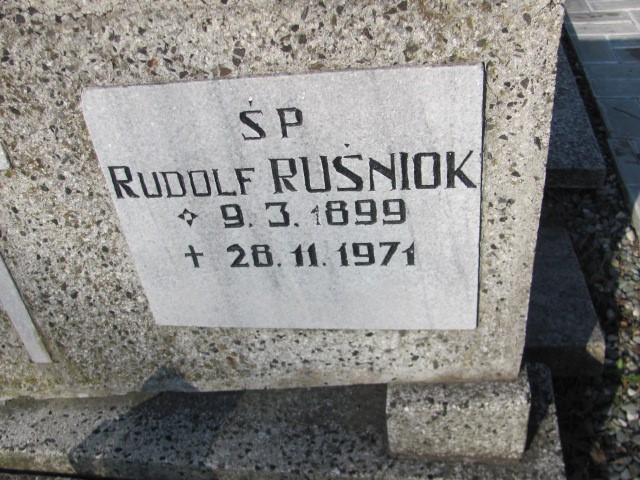 ŚP
RUDOLF RUŚNIOK
9.3.1899
✝ 28.11.1971